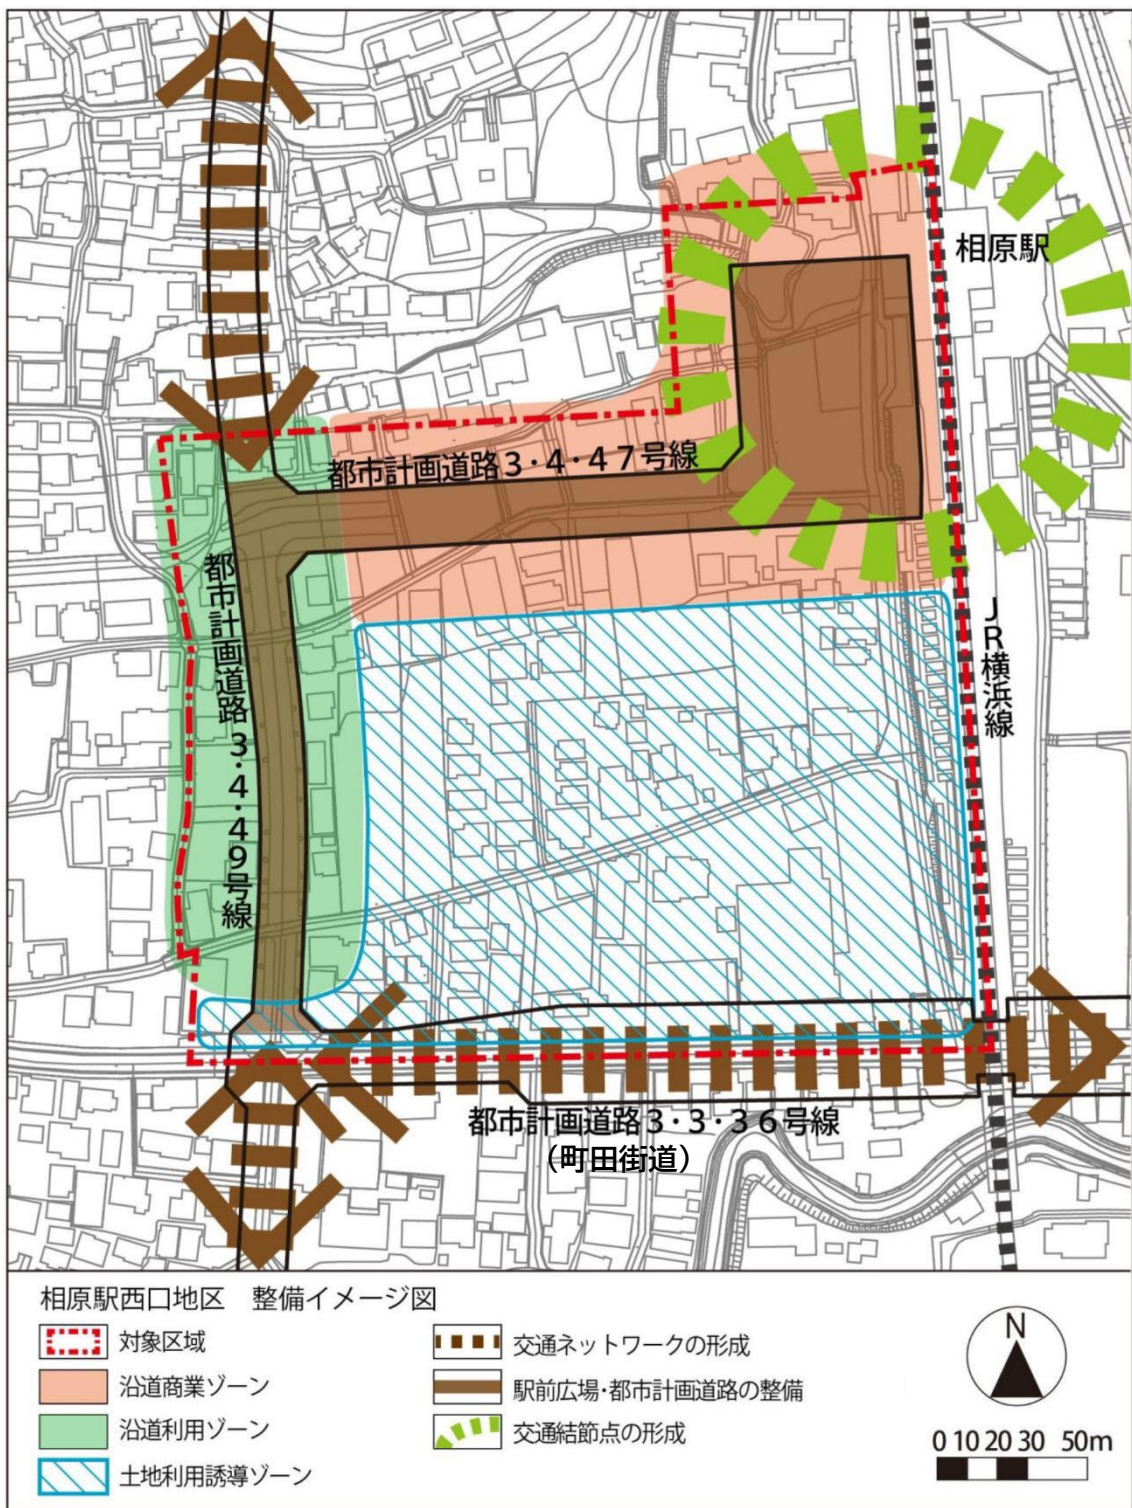 相原駅
都市計画道路3・4・47号線
都市計画道路3・4・49号線
JR横浜線
都市計画道路3・3・36号線
（町田街道）
相原駅西口地区　整備イメージ図
対象区域
沿道商業ゾーン
沿道利用ゾーン
土地利用誘導ゾーン
交通ネットワークの形成
駅前広場・都市計画道路の整備
交通結節点の形成
N
0 10 20 30 50m